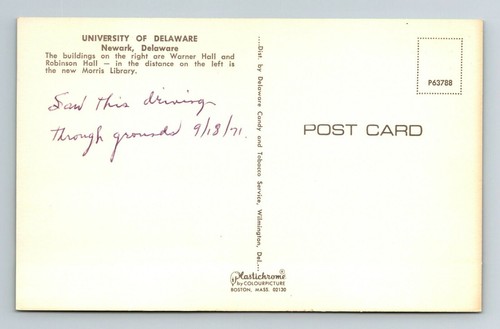 UNIVERSITY OF DELAWARE
Newark, Delaware
The buildings on the right are Warner Hall and
Robinson Hall — in the distance on the left is
the new Morris Library.
Saw this driving
through grounds 9/18/71.
....Dist. by Delaware Candy and Tobacco Service, Wilmington, Del....
P63788
POST CARD
Plastichrome®
by COLOURPICTURE
BOSTON, MASS. 02130